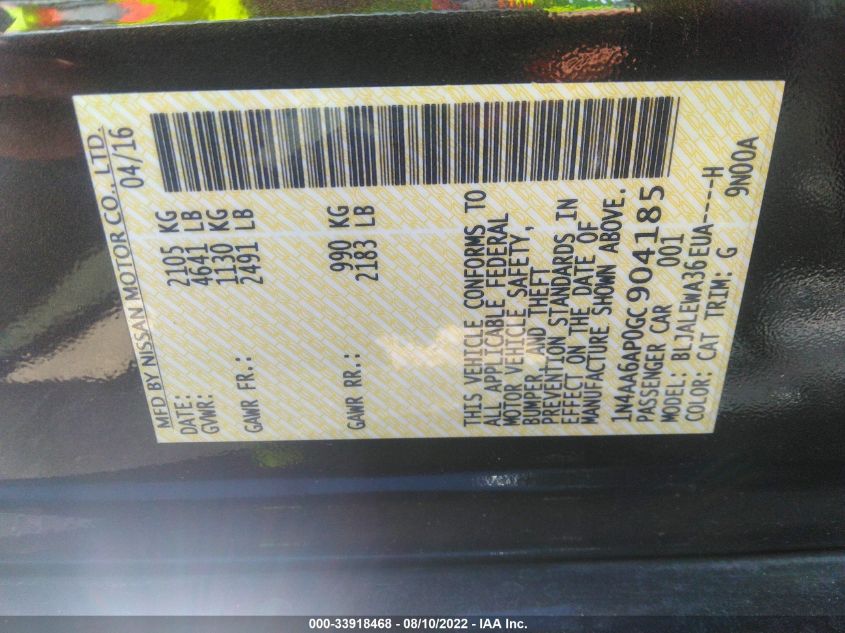 MFD BY NISSAN MOTOR CO., LTD.
DATE: 04/16
GVWR: 2105 KG
4641 LB
GAWR FR.: 1130 KG
2491 LB
GAWR RR.: 990 KG
2183 LB
THIS VEHICLE CONFORMS TO
ALL APPLICABLE FEDERAL
MOTOR VEHICLE SAFETY,
BUMPER, AND THEFT
PREVENTION STANDARDS IN
EFFECT ON THE DATE OF
MANUFACTURE SHOWN ABOVE.
1N4AA6AP0GC904185
PASSENGER CAR 001
MODEL: BLJALEWA36EUA----H
COLOR: CAT TRIM: G 9N00A
000-33918468 - 08/10/2022 - IAA Inc.